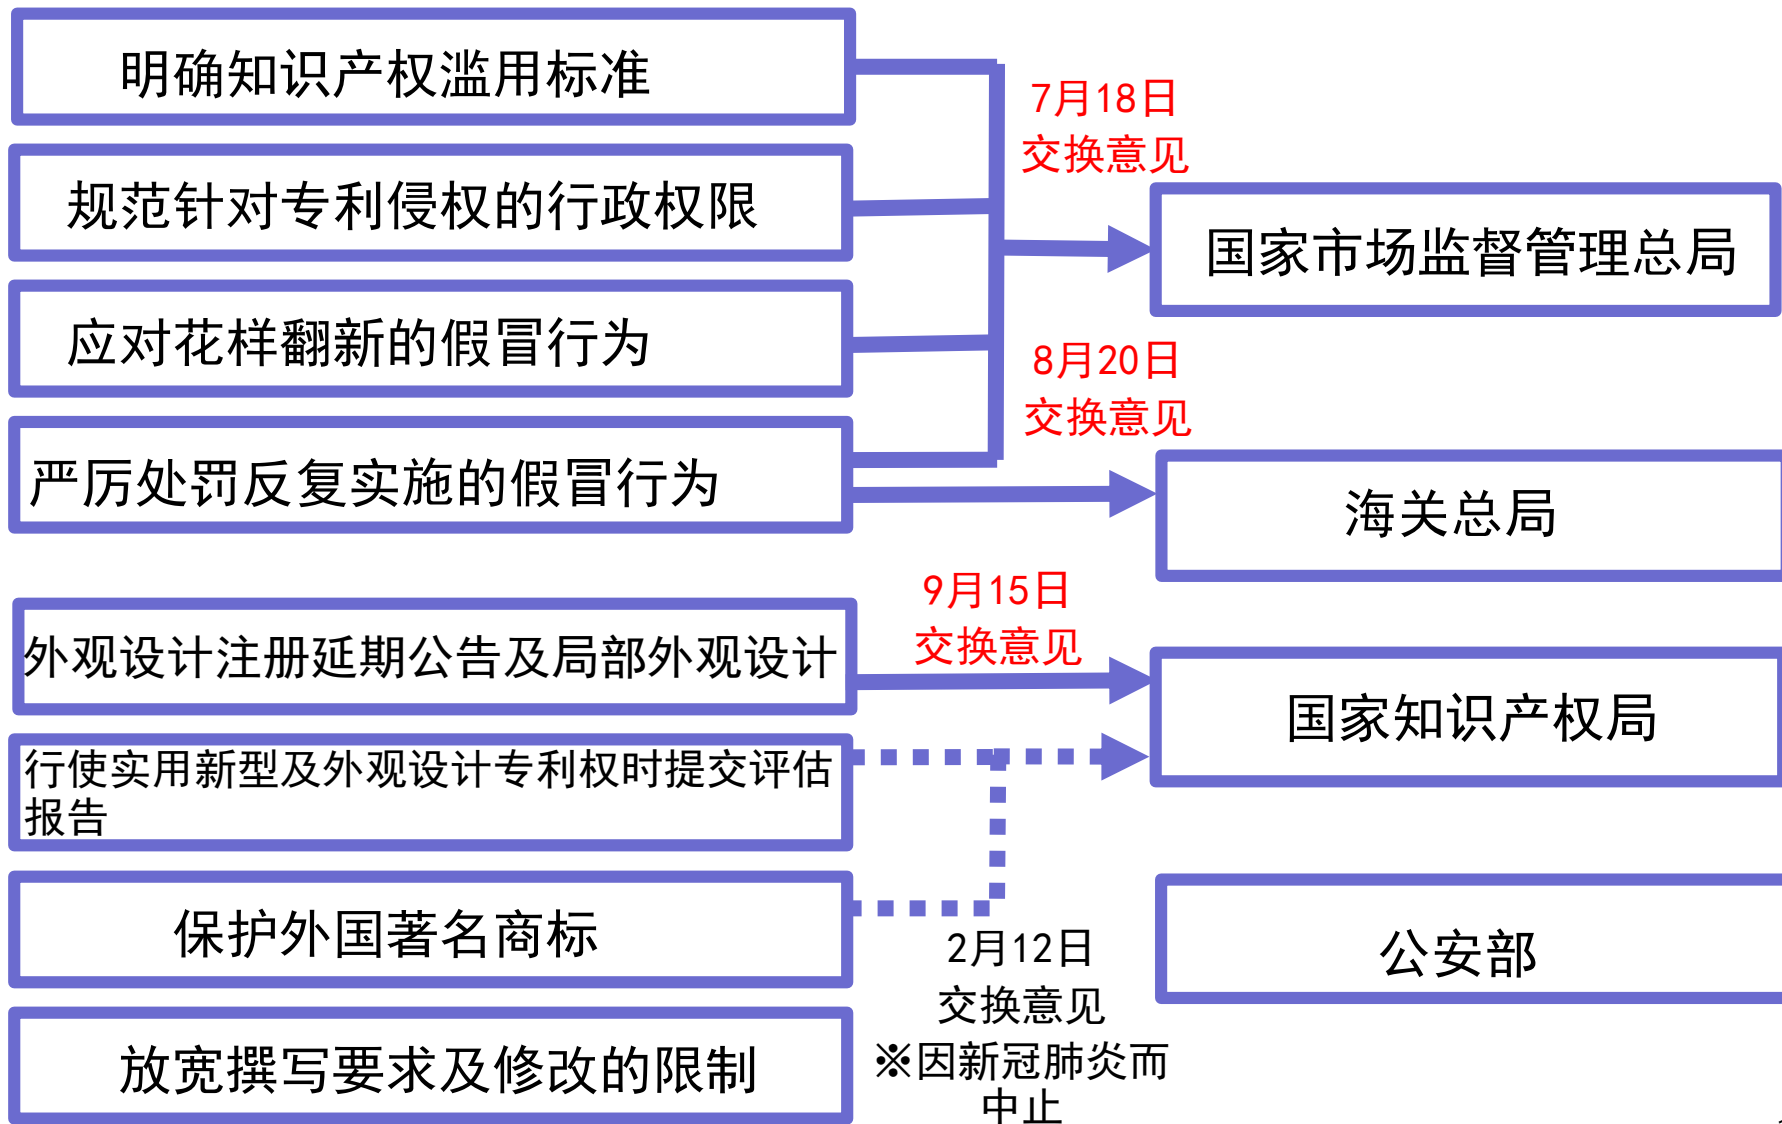 明确知识产权滥用标准
7月18日
交换意见
规范针对专利侵权的行政权限
国家市场监督管理总局
应对花样翻新的假冒行为
8月20日
交换意见
严厉处罚反复实施的假冒行为
海关总局
9月15日
交换意见
外观设计注册延期公告及局部外观设计
国家知识产权局
行使实用新型及外观设计专利权时提交评估
报告
保护外国著名商标
2月12日
交换意见
※因新冠肺炎而
中止
公安部
放宽撰写要求及修改的限制